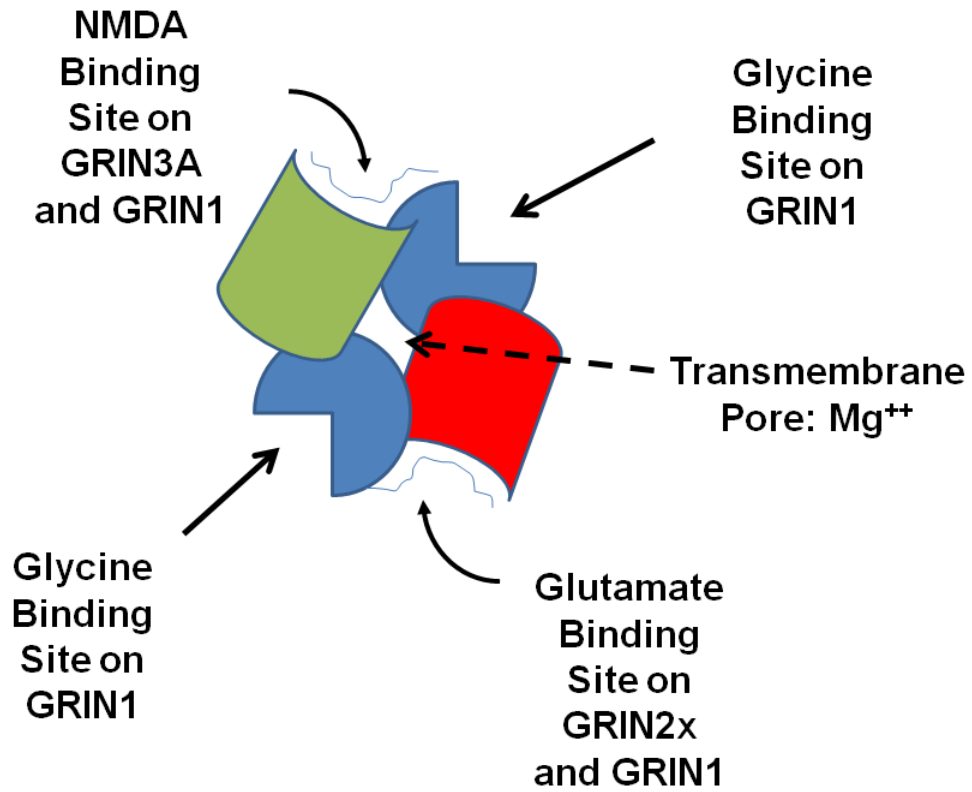 NMDA
Binding
Site on
GRIN3A
and GRIN1
Glycine
Binding
Site on
GRIN1
Transmembrane
Pore: Mg⁺⁺
Glycine
Binding
Site on
GRIN1
Glutamate
Binding
Site on
GRIN2x
and GRIN1